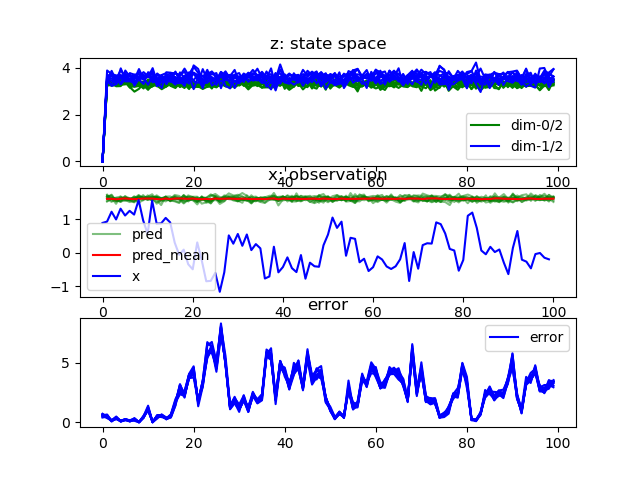 z: state space
4
2
0
dim-0/2
dim-1/2
0 20 40 60 80 100
x: observation
1
0
−1
pred
pred_mean
x
0 20 40 60 80 100
error
5
0
error
0 20 40 60 80 100